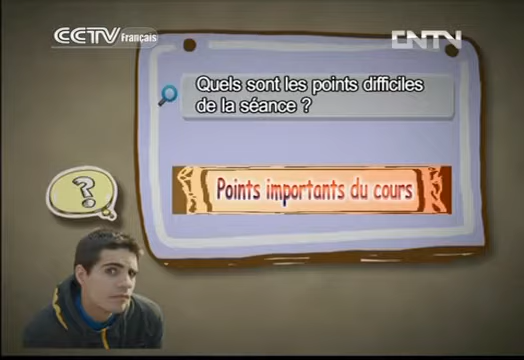 CCTV Français
CNTV
Quels sont les points difficiles
de la séance ?
?
Points importants du cours